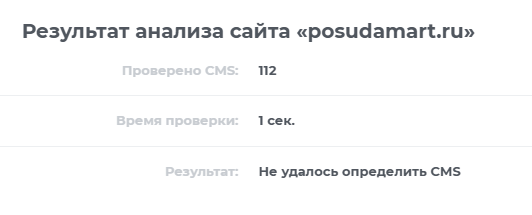 Результат анализа сайта «posudamart.ru»
Проверено CMS: 112
Время проверки: 1 сек.
Результат: Не удалось определить CMS